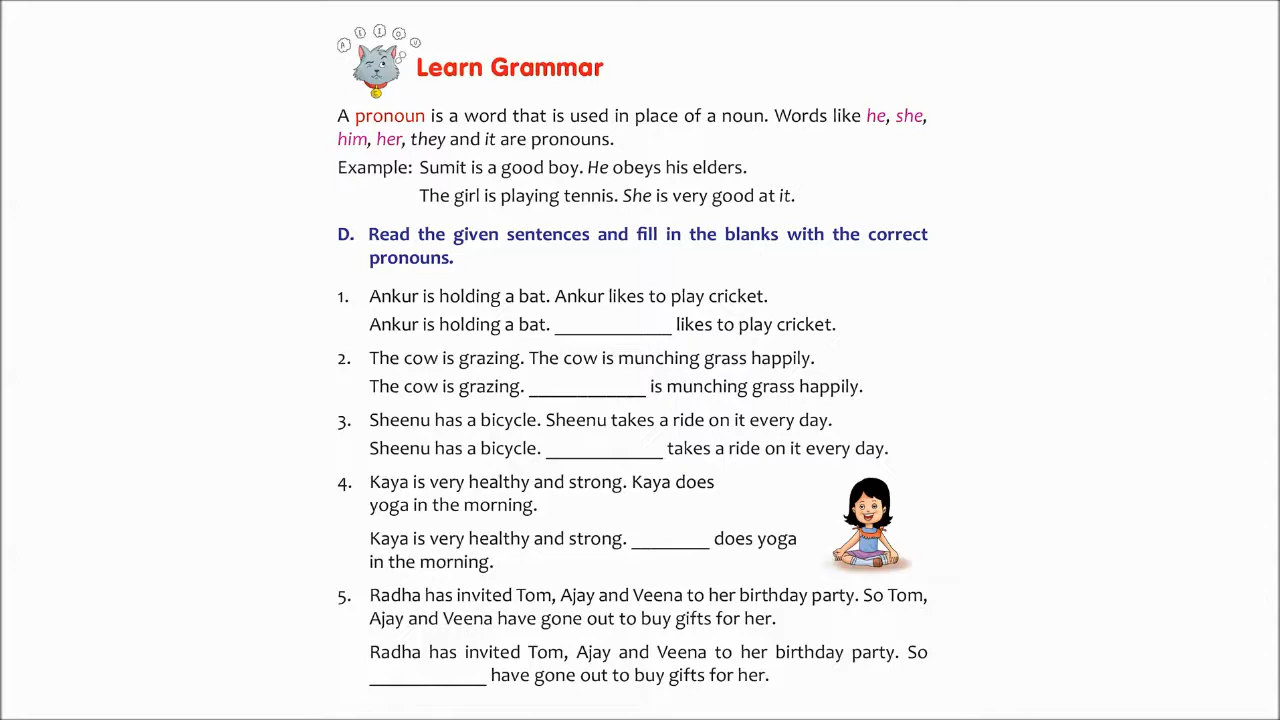 A E I O U
Learn Grammar
A pronoun is a word that is used in place of a noun. Words like he, she,
him, her, they and it are pronouns.
Example: Sumit is a good boy. He obeys his elders.
The girl is playing tennis. She is very good at it.
D. Read the given sentences and fill in the blanks with the correct
pronouns.
1. Ankur is holding a bat. Ankur likes to play cricket.
Ankur is holding a bat. ____________ likes to play cricket.
2. The cow is grazing. The cow is munching grass happily.
The cow is grazing. ____________ is munching grass happily.
3. Sheenu has a bicycle. Sheenu takes a ride on it every day.
Sheenu has a bicycle. ____________ takes a ride on it every day.
4. Kaya is very healthy and strong. Kaya does
yoga in the morning.
Kaya is very healthy and strong. ________ does yoga
in the morning.
5. Radha has invited Tom, Ajay and Veena to her birthday party. So Tom,
Ajay and Veena have gone out to buy gifts for her.
Radha has invited Tom, Ajay and Veena to her birthday party. So
____________ have gone out to buy gifts for her.